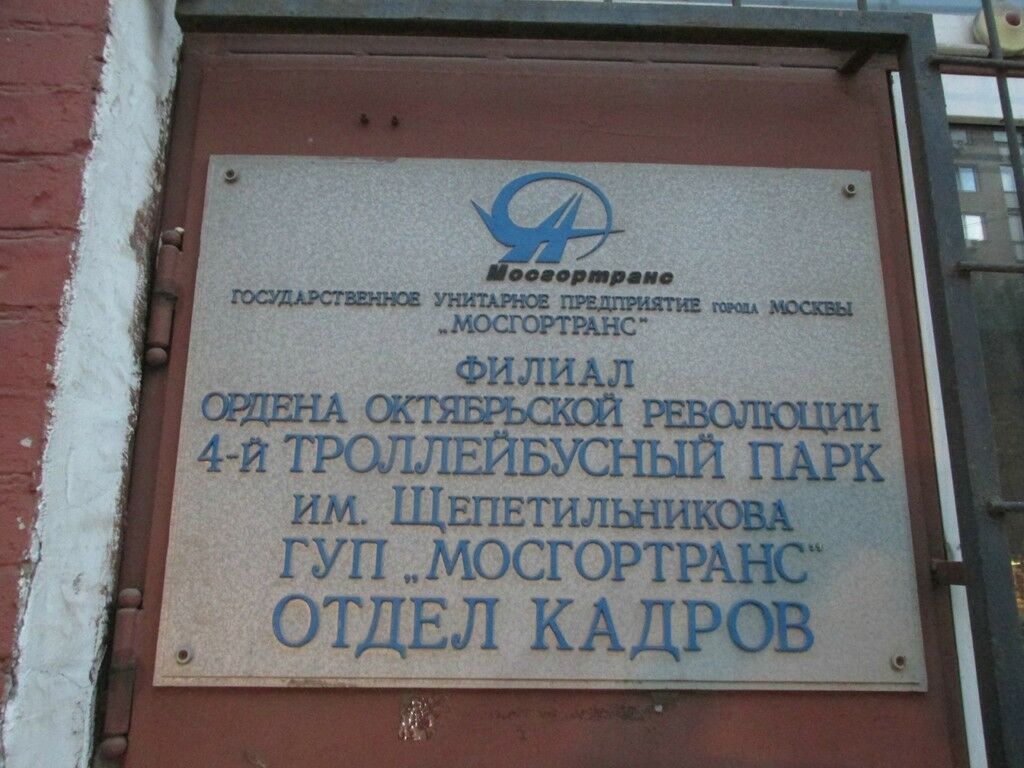 Мосгортранс
ГОСУДАРСТВЕННОЕ УНИТАРНОЕ ПРЕДПРИЯТИЕ ГОРОДА МОСКВЫ
„МОСГОРТРАНС“
ФИЛИАЛ
ОРДЕНА ОКТЯБРЬСКОЙ РЕВОЛЮЦИИ
4-й ТРОЛЛЕЙБУСНЫЙ ПАРК
ИМ. ЩЕПЕТИЛЬНИКОВА
ГУП „МОСГОРТРАНС“
ОТДЕЛ КАДРОВ